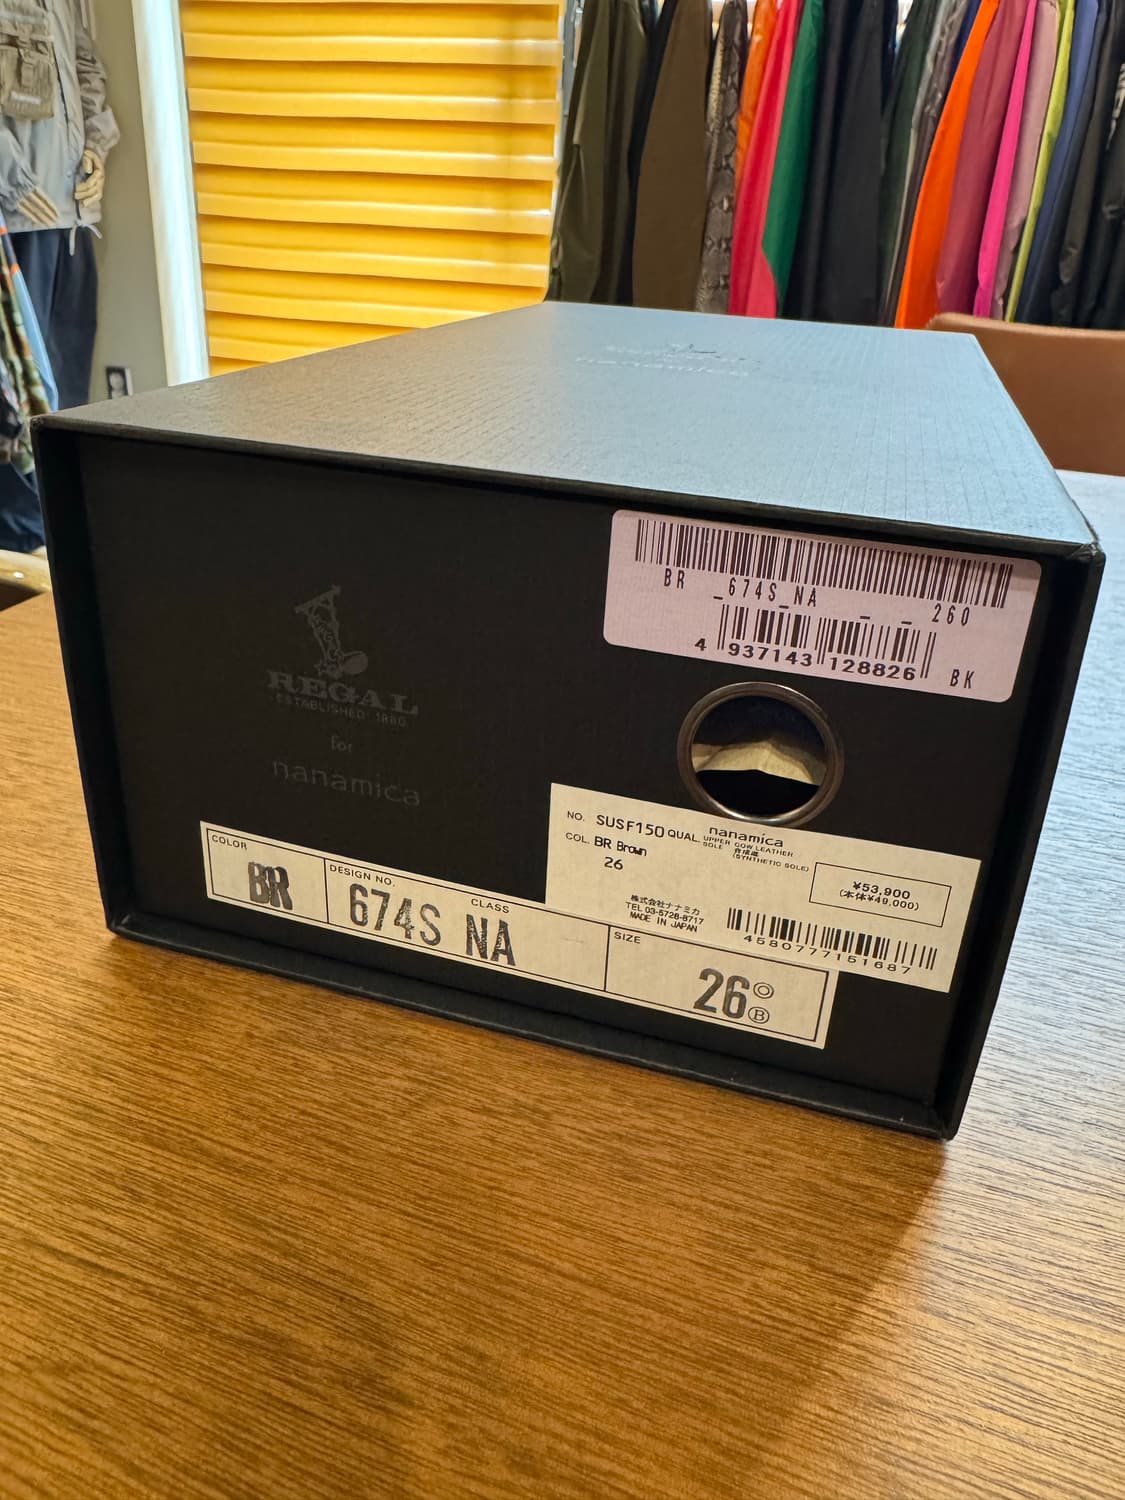 nanamica
BR _674S_NA _ _ 260
4 937143 128826 BK
REGAL
ESTABLISHED 1880
for
nanamica
NO. SUSF150 QUAL. nanamica
UPPER COW LEATHER
SOLE 合成底
(SYNTHETIC SOLE)
COL. BR Brown
26
¥53,900
(本体¥49,000)
株式会社ナナミカ
TEL 03-5728-8717
MADE IN JAPAN
4580777151687
COLOR
BR
DESIGN NO.
CLASS
674S NA
SIZE
26
B